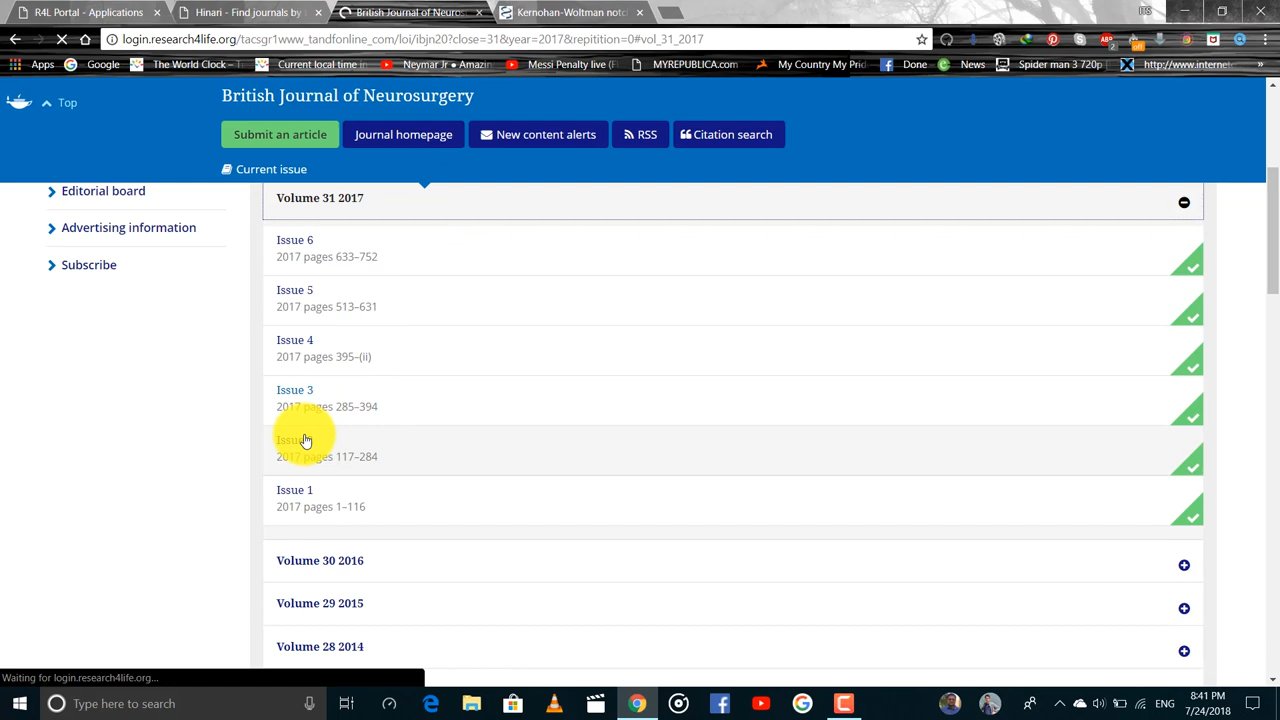 R4L Portal - Applications
Hinari - Find journals by
British Journal of Neuros
Kernohan-Woltman notch
login.research4life.org/tacsgr1www_tandfonline_com/loi/ibjn20?close=31&year=2017&repitition=0#vol_31_2017
Apps
Google
The World Clock — T
Current local time in
Neymar Jr ● Amazin
Messi Penalty live (F
MYREPUBLICA.com
My Country My Prid
Done
News
Spider man 3 720p
http://www.internet
»
Top
British Journal of Neurosurgery
Submit an article
Journal homepage
New content alerts
RSS
Citation search
Current issue
Editorial board
Advertising information
Subscribe
Volume 31 2017
Issue 6
2017 pages 633–752
Issue 5
2017 pages 513–631
Issue 4
2017 pages 395–(ii)
Issue 3
2017 pages 285–394
Issue
2017 pages 117–284
Issue 1
2017 pages 1–116
Volume 30 2016
Volume 29 2015
Volume 28 2014
Waiting for login.research4life.org...
Type here to search
ENG
8:41 PM
7/24/2018